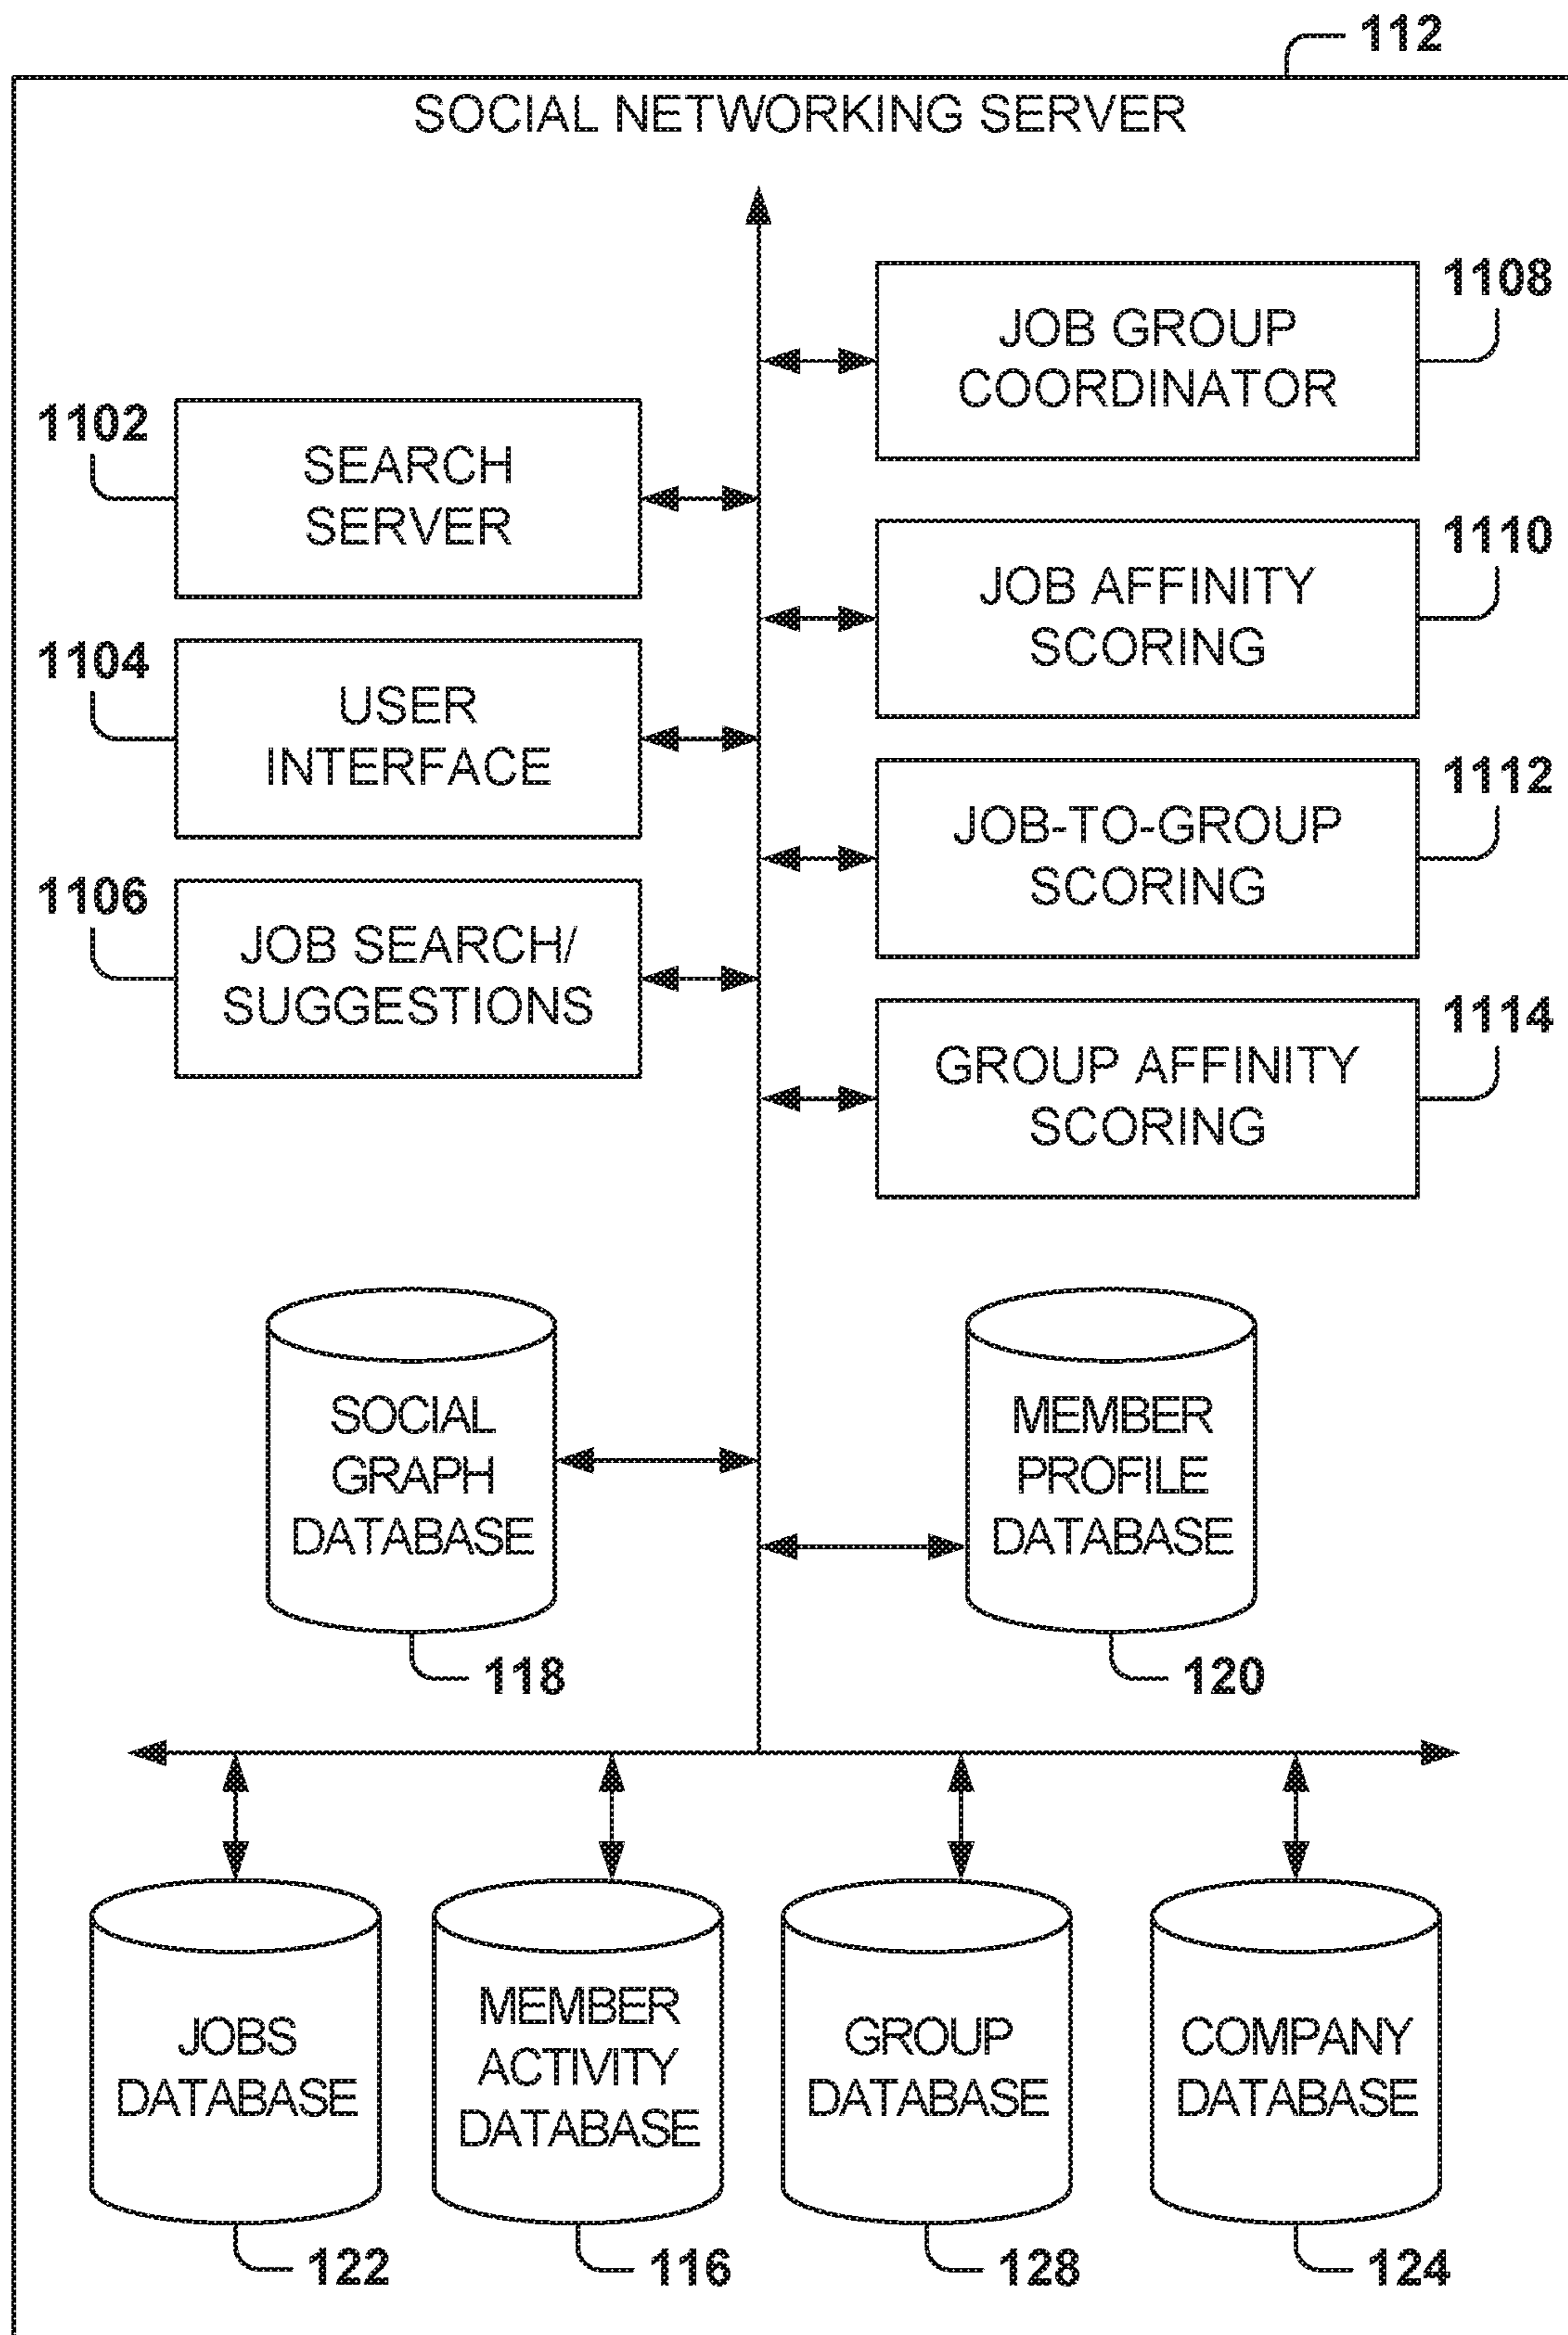 112
SOCIAL NETWORKING SERVER
1108
JOB GROUP
COORDINATOR
1102
SEARCH
SERVER
1110
JOB AFFINITY
SCORING
1104
USER
INTERFACE
1112
JOB-TO-GROUP
SCORING
1106
JOB SEARCH/
SUGGESTIONS
1114
GROUP AFFINITY
SCORING
SOCIAL
GRAPH
DATABASE
118
MEMBER
PROFILE
DATABASE
120
JOBS
DATABASE
122
MEMBER
ACTIVITY
DATABASE
116
GROUP
DATABASE
128
COMPANY
DATABASE
124